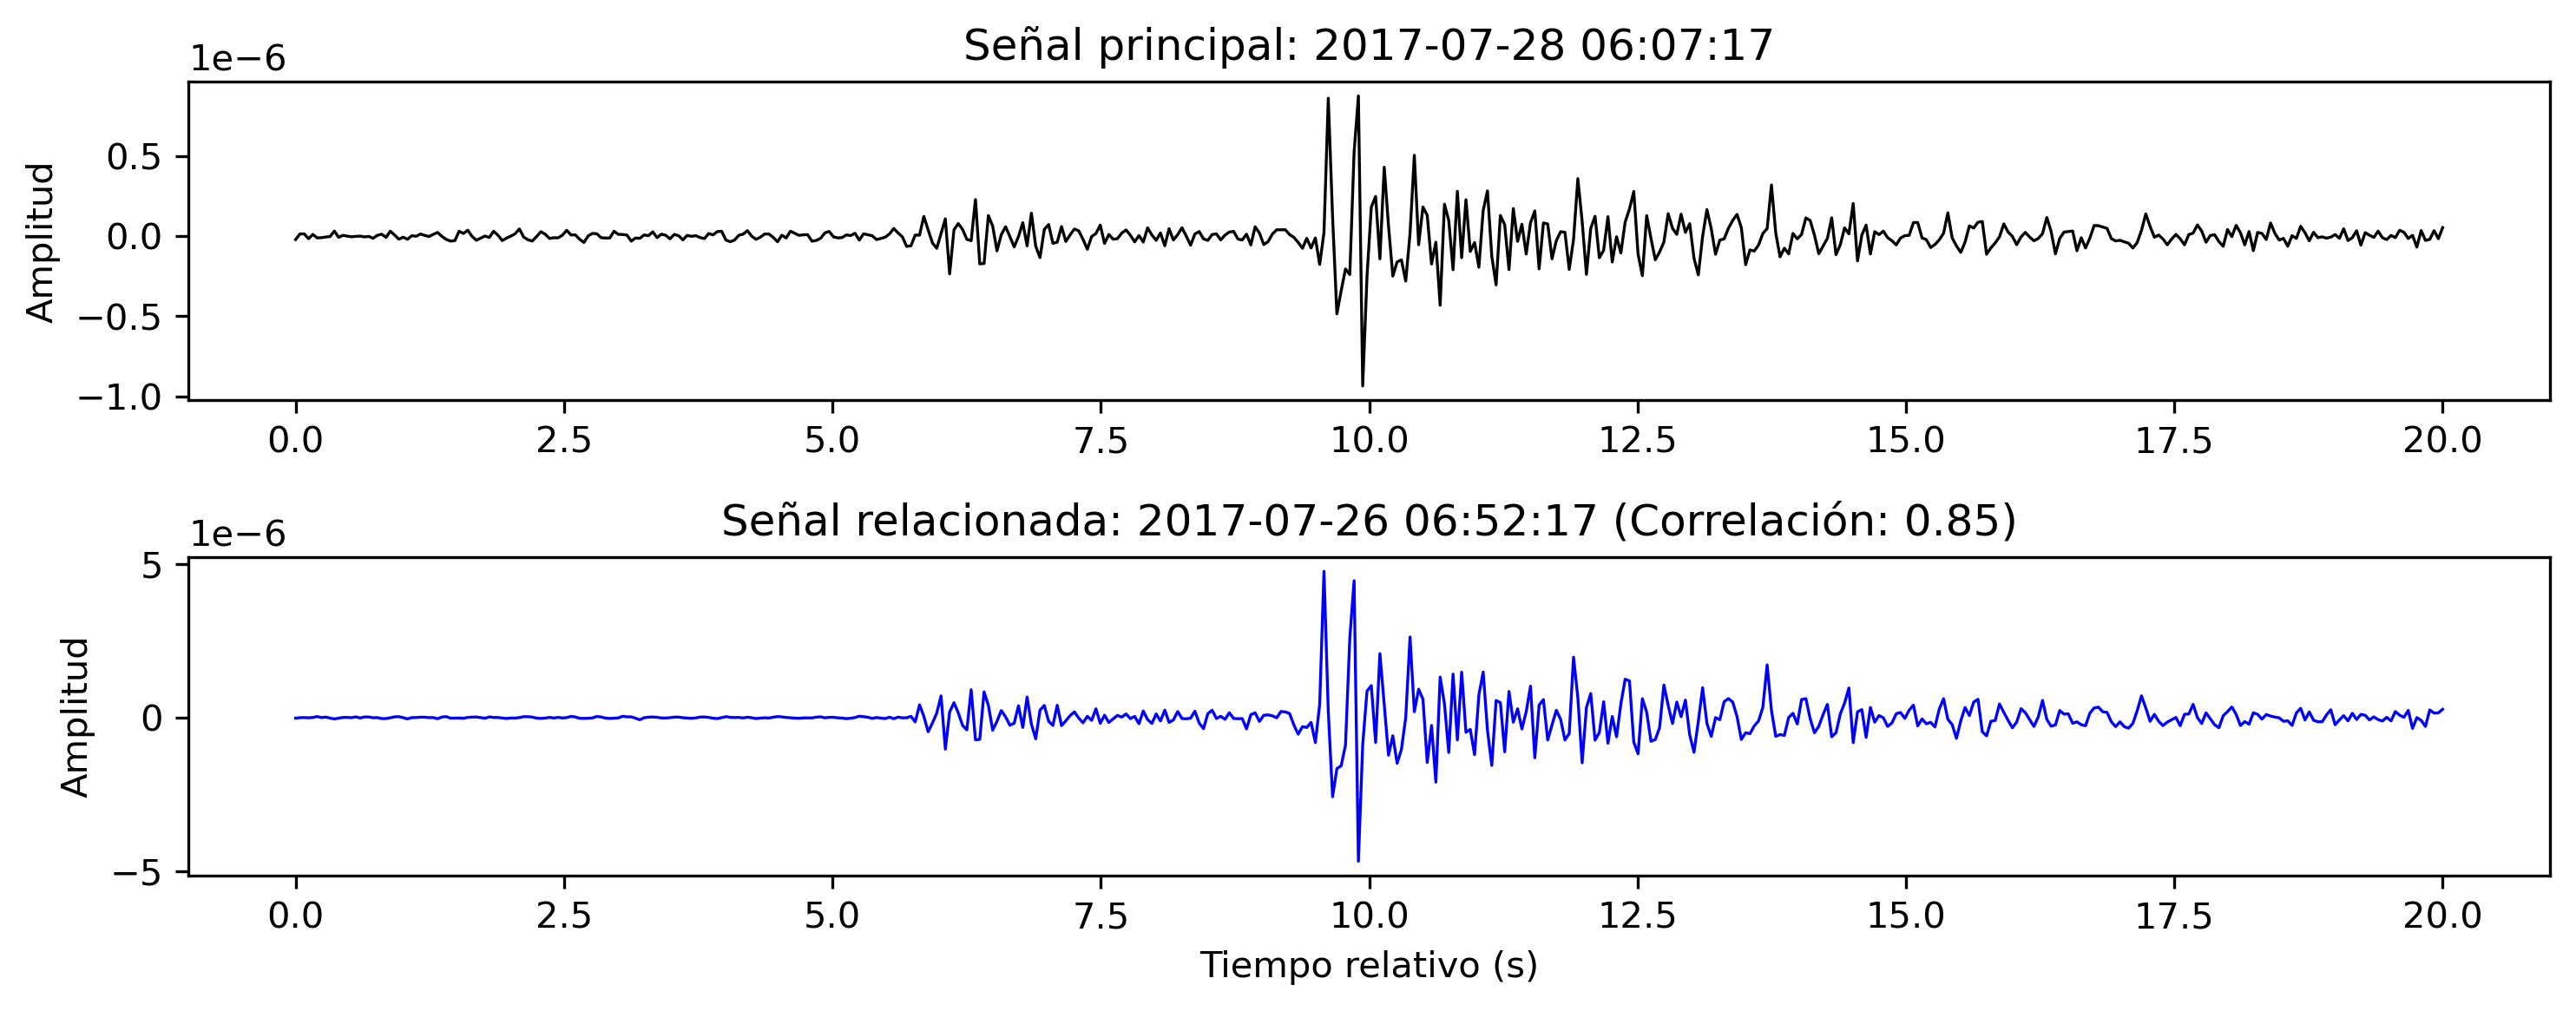 Señal principal: 2017-07-28 06:07:17
1e−6
Amplitud
0.5
0.0
−0.5
−1.0
0.0 2.5 5.0 7.5 10.0 12.5 15.0 17.5 20.0
Señal relacionada: 2017-07-26 06:52:17 (Correlación: 0.85)
1e−6
Amplitud
5
0
−5
0.0 2.5 5.0 7.5 10.0 12.5 15.0 17.5 20.0
Tiempo relativo (s)